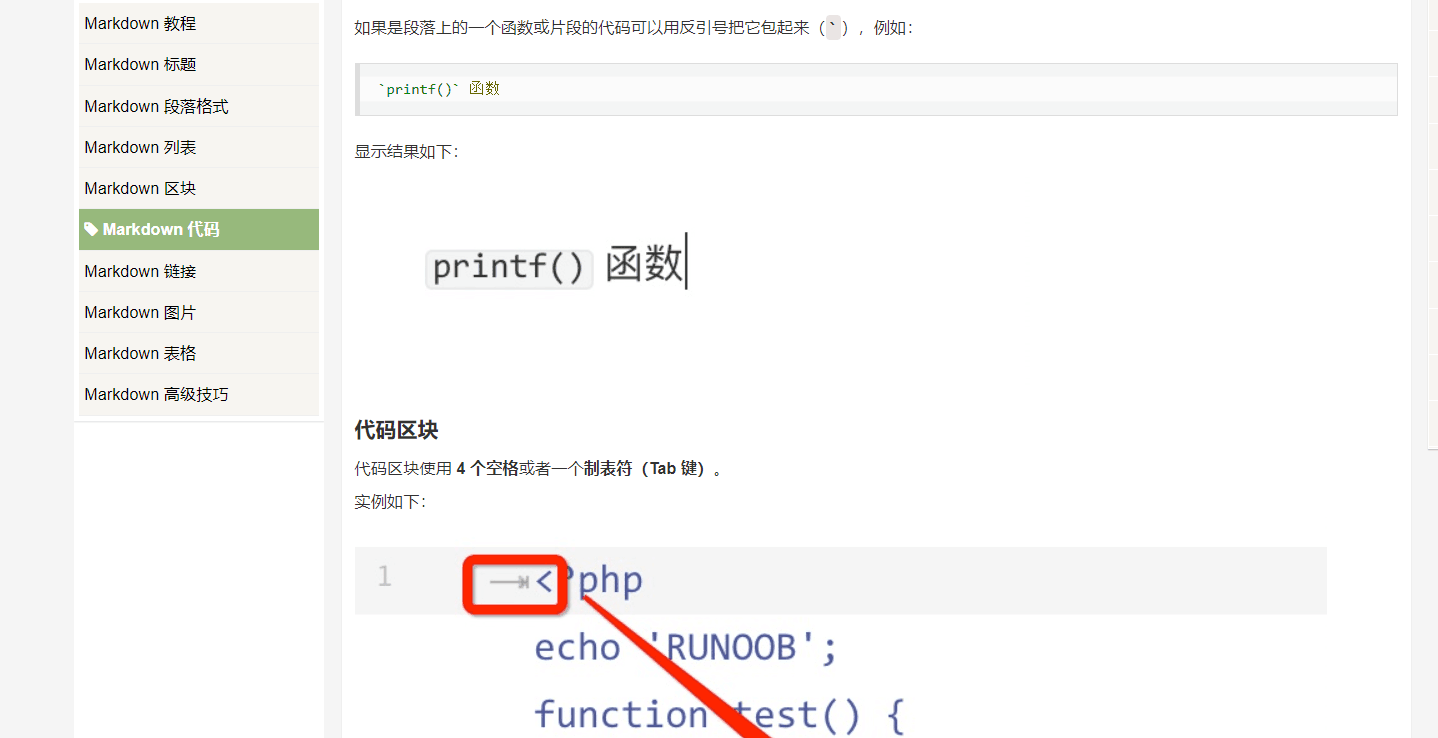 Markdown 教程
Markdown 标题
Markdown 段落格式
Markdown 列表
Markdown 区块
Markdown 代码
Markdown 链接
Markdown 图片
Markdown 表格
Markdown 高级技巧
如果是段落上的一个函数或片段的代码可以用反引号把它包起来（`），例如：
`printf()` 函数
显示结果如下：
printf() 函数
代码区块
代码区块使用 4 个空格或者一个制表符（Tab 键）。
实例如下：
1 <?php
echo 'RUNOOB';
function test() {